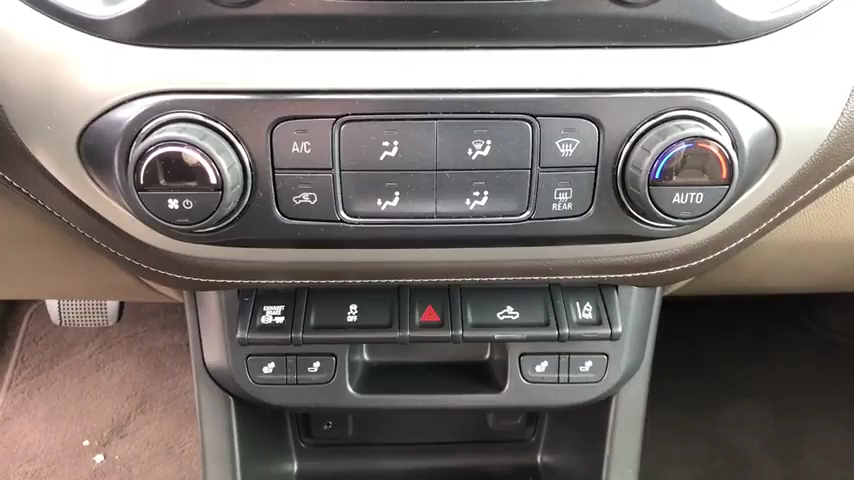 A/C
AUTO
REAR
EXHAUST
BRAKE
OFF